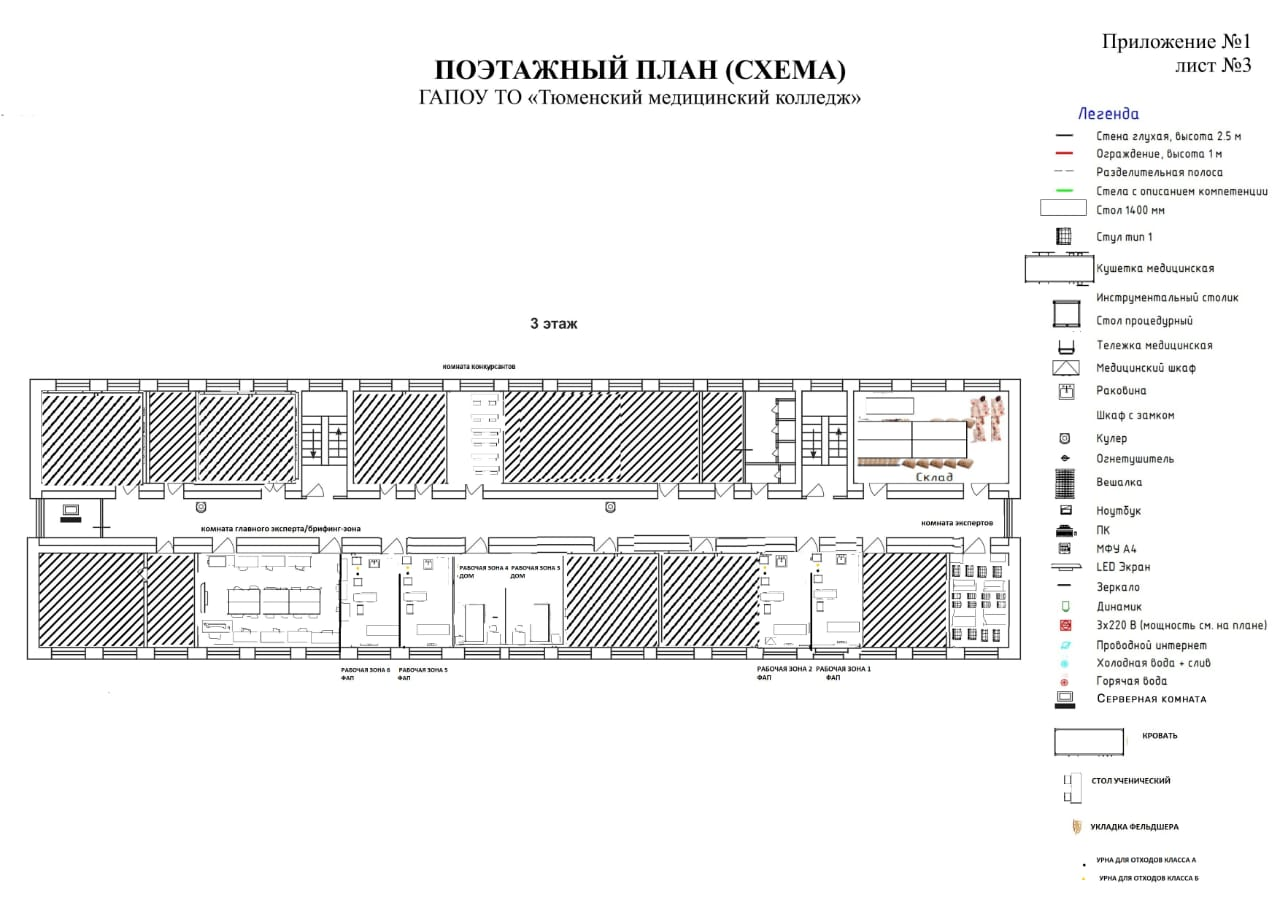 Приложение №1
лист №3
ПОЭТАЖНЫЙ ПЛАН (СХЕМА)
ГАПОУ ТО «Тюменский медицинский колледж»
Легенда
Стена глухая, высота 2.5 м
Ограждение, высота 1 м
Разделительная полоса
Стела с описанием компетенции
Стол 1400 мм
Стул тип 1
Кушетка медицинская
Инструментальный столик
Стол процедурный
Тележка медицинская
Медицинский шкаф
Раковина
Шкаф с замком
Кулер
Огнетушитель
Вешалка
Ноутбук
ПК
МФУ А4
LED Экран
Зеркало
Динамик
3х220 В (мощность см. на плане)
Проводной интернет
Холодная вода + слив
Горячая вода
Серверная комната
КРОВАТЬ
СТОЛ УЧЕНИЧЕСКИЙ
УКЛАДКА ФЕЛЬДШЕРА
УРНА ДЛЯ ОТХОДОВ КЛАССА А
УРНА ДЛЯ ОТХОДОВ КЛАССА Б
3 этаж
комната конкурсантов
Склад
комната главного эксперта/брифинг-зона
комната экспертов
РАБОЧАЯ ЗОНА 4
ДОМ
РАБОЧАЯ ЗОНА 3
ДОМ
РАБОЧАЯ ЗОНА 6
ФАП
РАБОЧАЯ ЗОНА 5
ФАП
РАБОЧАЯ ЗОНА 2
ФАП
РАБОЧАЯ ЗОНА 1
ФАП